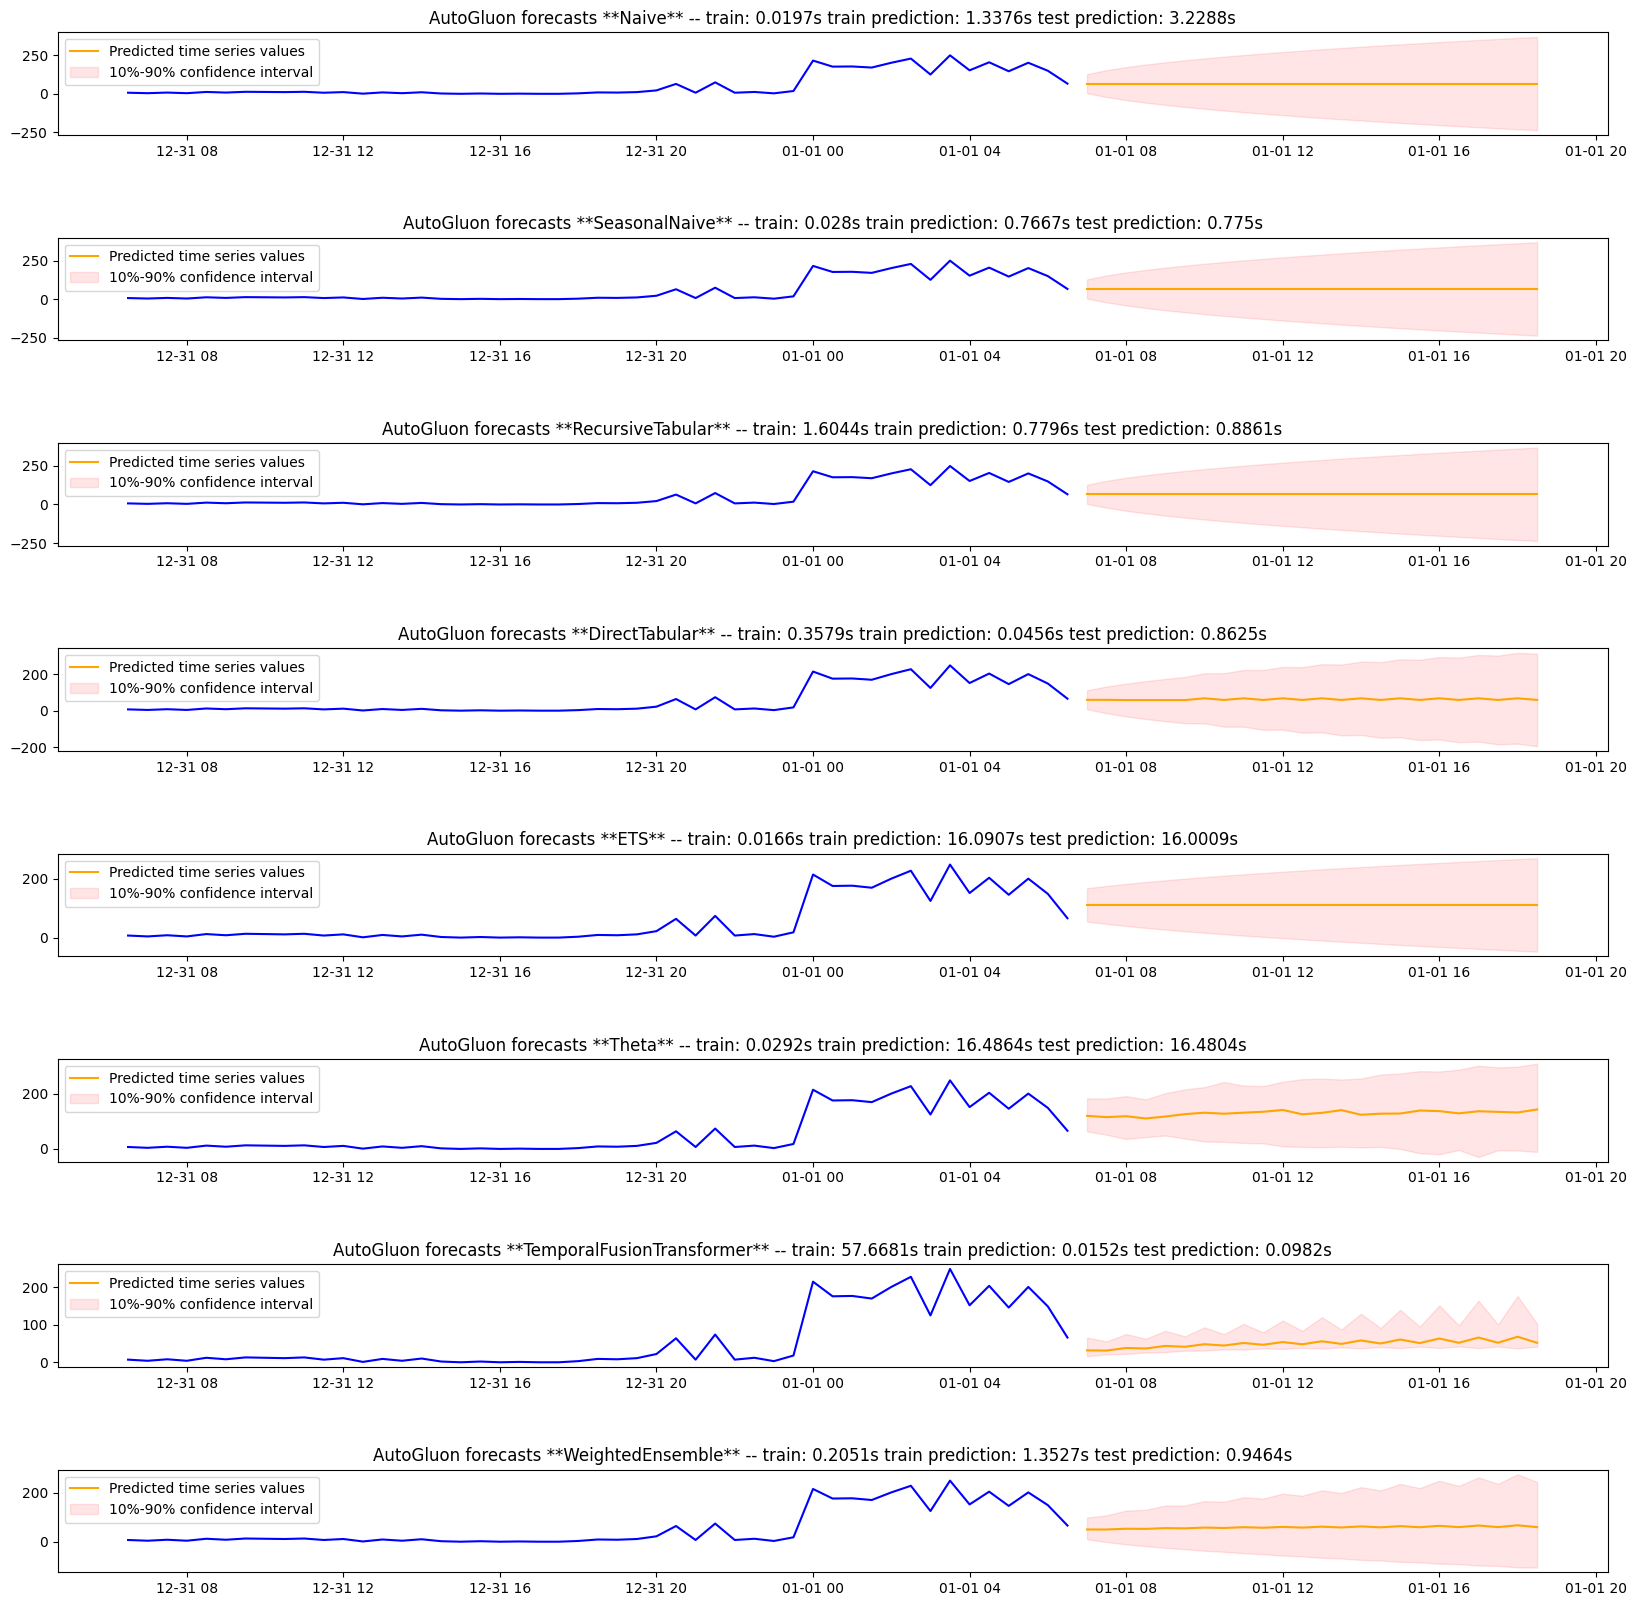 AutoGluon forecasts **Naive** -- train: 0.0197s train prediction: 1.3376s test prediction: 3.2288s
Predicted time series values
10%-90% confidence interval
250
0
−250
12-31 08 12-31 12 12-31 16 12-31 20 01-01 00 01-01 04 01-01 08 01-01 12 01-01 16 01-01 20
AutoGluon forecasts **SeasonalNaive** -- train: 0.028s train prediction: 0.7667s test prediction: 0.775s
Predicted time series values
10%-90% confidence interval
250
0
−250
12-31 08 12-31 12 12-31 16 12-31 20 01-01 00 01-01 04 01-01 08 01-01 12 01-01 16 01-01 20
AutoGluon forecasts **RecursiveTabular** -- train: 1.6044s train prediction: 0.7796s test prediction: 0.8861s
Predicted time series values
10%-90% confidence interval
250
0
−250
12-31 08 12-31 12 12-31 16 12-31 20 01-01 00 01-01 04 01-01 08 01-01 12 01-01 16 01-01 20
AutoGluon forecasts **DirectTabular** -- train: 0.3579s train prediction: 0.0456s test prediction: 0.8625s
Predicted time series values
10%-90% confidence interval
200
0
−200
12-31 08 12-31 12 12-31 16 12-31 20 01-01 00 01-01 04 01-01 08 01-01 12 01-01 16 01-01 20
AutoGluon forecasts **ETS** -- train: 0.0166s train prediction: 16.0907s test prediction: 16.0009s
Predicted time series values
10%-90% confidence interval
200
0
12-31 08 12-31 12 12-31 16 12-31 20 01-01 00 01-01 04 01-01 08 01-01 12 01-01 16 01-01 20
AutoGluon forecasts **Theta** -- train: 0.0292s train prediction: 16.4864s test prediction: 16.4804s
Predicted time series values
10%-90% confidence interval
200
0
12-31 08 12-31 12 12-31 16 12-31 20 01-01 00 01-01 04 01-01 08 01-01 12 01-01 16 01-01 20
AutoGluon forecasts **TemporalFusionTransformer** -- train: 57.6681s train prediction: 0.0152s test prediction: 0.0982s
Predicted time series values
10%-90% confidence interval
200
100
0
12-31 08 12-31 12 12-31 16 12-31 20 01-01 00 01-01 04 01-01 08 01-01 12 01-01 16 01-01 20
AutoGluon forecasts **WeightedEnsemble** -- train: 0.2051s train prediction: 1.3527s test prediction: 0.9464s
Predicted time series values
10%-90% confidence interval
200
0
12-31 08 12-31 12 12-31 16 12-31 20 01-01 00 01-01 04 01-01 08 01-01 12 01-01 16 01-01 20